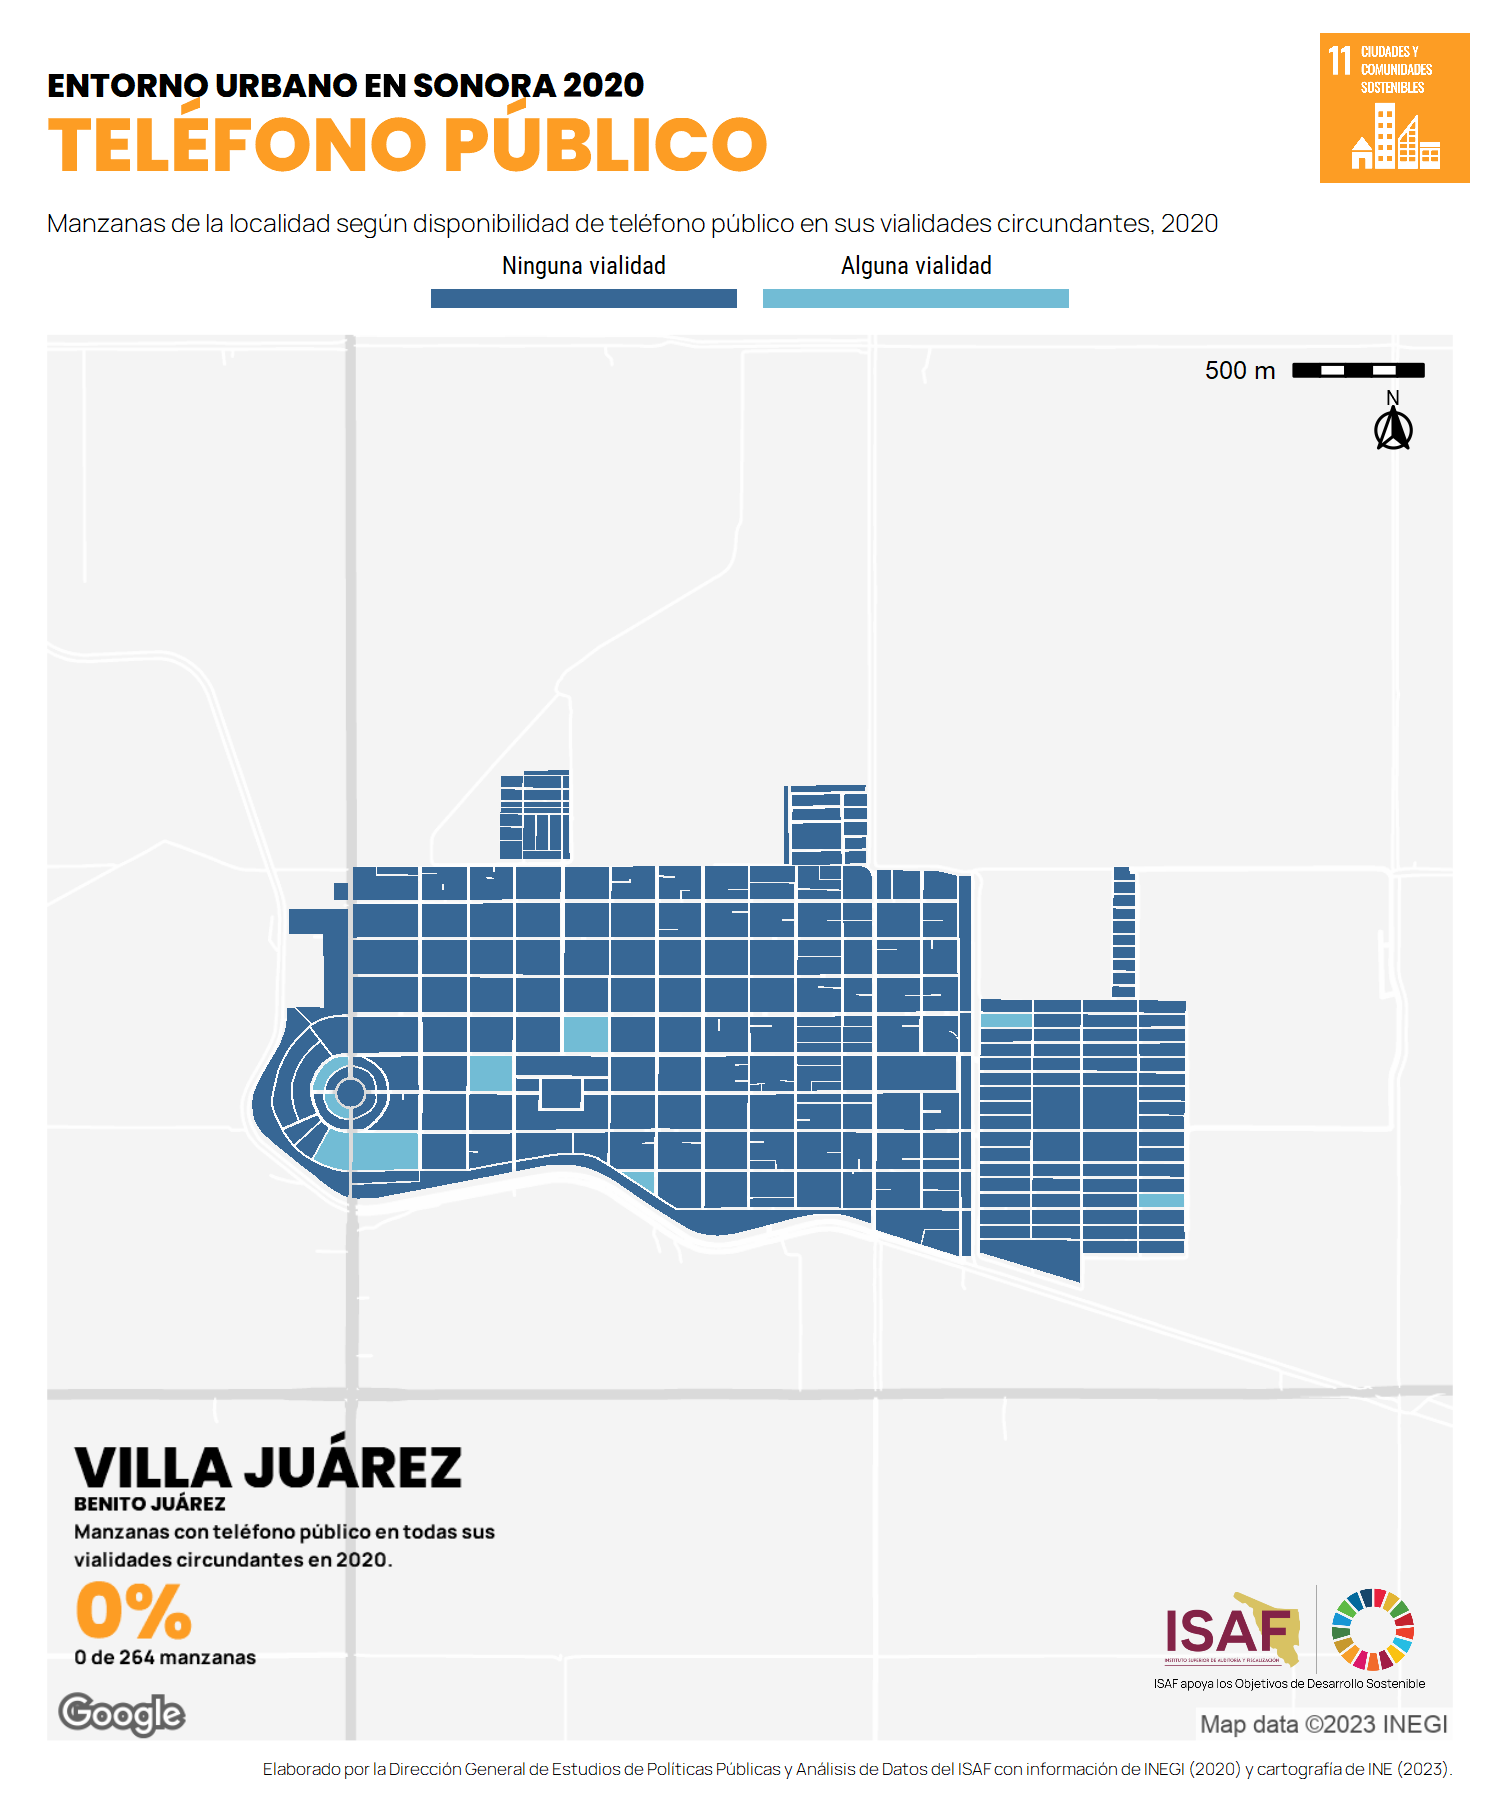 11 CIUDADES Y
COMUNIDADES
SOSTENIBLES
ENTORNO URBANO EN SONORA 2020
TELÉFONO PÚBLICO
Manzanas de la localidad según disponibilidad de teléfono público en sus vialidades circundantes, 2020
Ninguna vialidad
Alguna vialidad
500 m
N
VILLA JUÁREZ
BENITO JUÁREZ
Manzanas con teléfono público en todas sus
vialidades circundantes en 2020.
0%
0 de 264 manzanas
ISAF
INSTITUTO SUPERIOR DE AUDITORÍA Y FISCALIZACIÓN
ISAF apoya los Objetivos de Desarrollo Sostenible
Google
Map data ©2023 INEGI
Elaborado por la Dirección General de Estudios de Políticas Públicas y Análisis de Datos del ISAF con información de INEGI (2020) y cartografía de INE (2023).